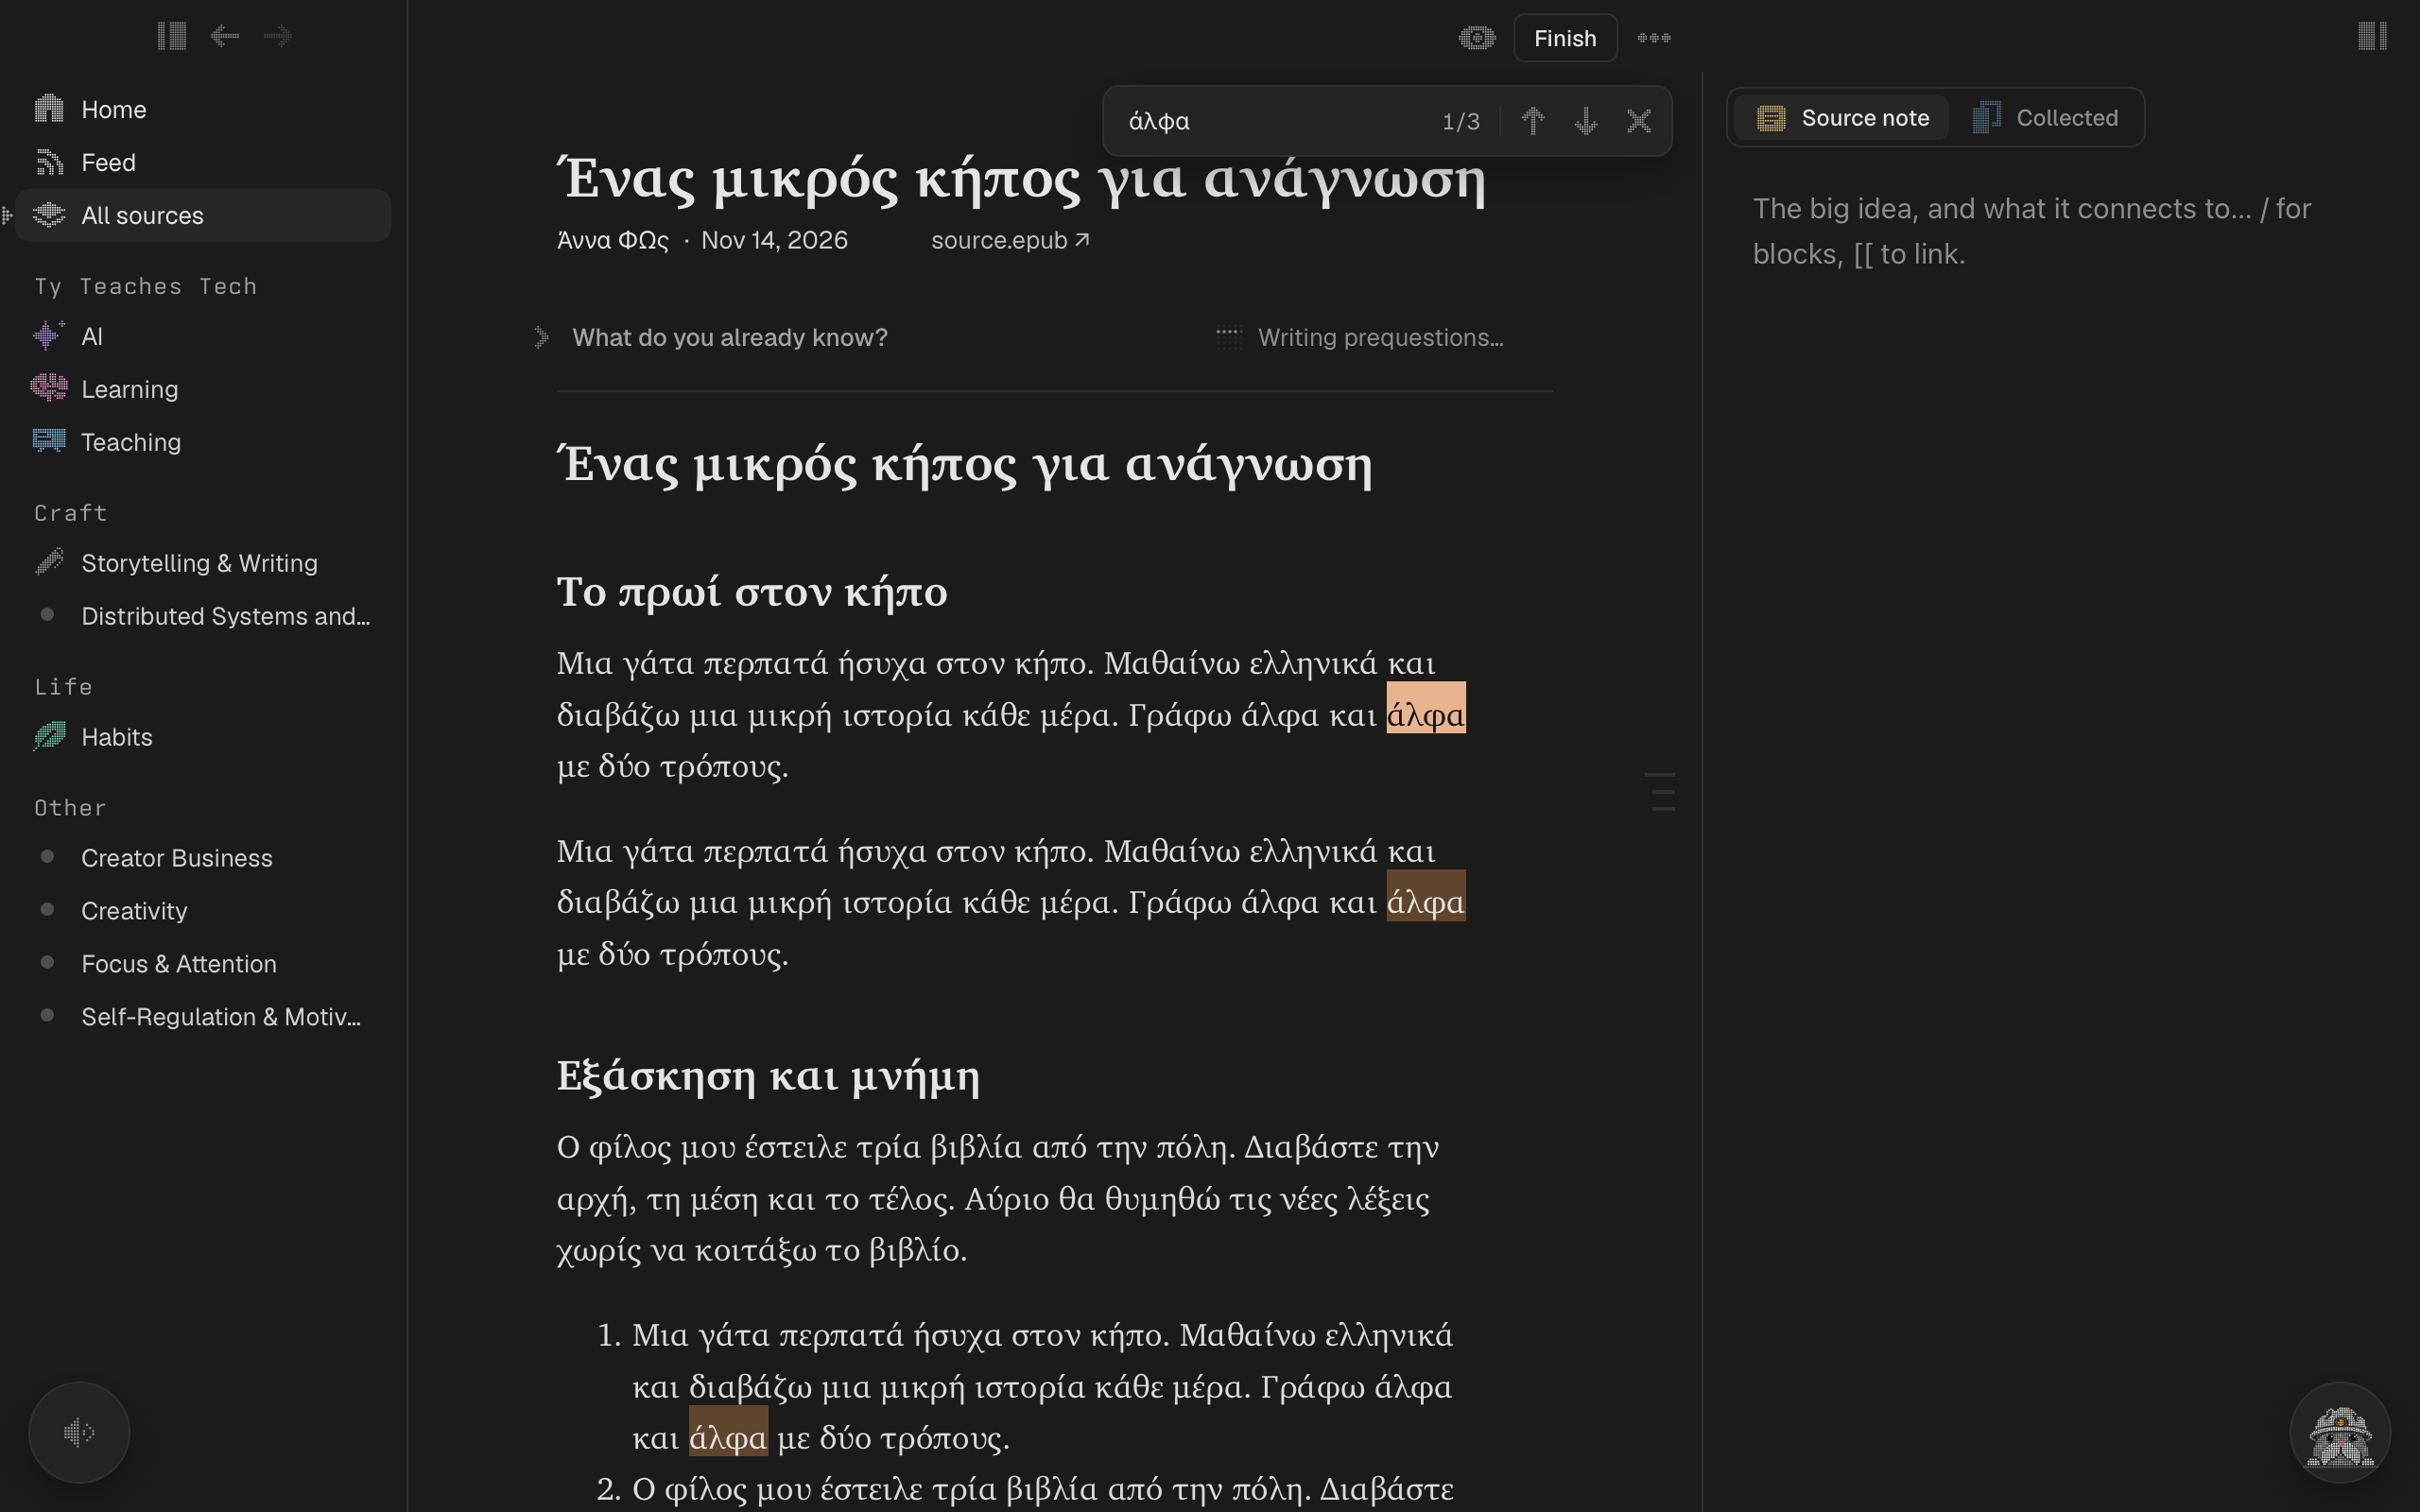 Finish
Home
Feed
All sources
Ty Teaches Tech
AI
Learning
Teaching
Craft
Storytelling & Writing
Distributed Systems and...
Life
Habits
Other
Creator Business
Creativity
Focus & Attention
Self-Regulation & Motiv...
άλφα 1/3
Ένας μικρός κήπος για ανάγνωση
Άννα ΦΩς · Nov 14, 2026 source.epub ↗
What do you already know? Writing prequestions...
Ένας μικρός κήπος για ανάγνωση
Το πρωί στον κήπο
Μια γάτα περπατά ήσυχα στον κήπο. Μαθαίνω ελληνικά και
διαβάζω μια μικρή ιστορία κάθε μέρα. Γράφω άλφα και άλφα
με δύο τρόπους.
Μια γάτα περπατά ήσυχα στον κήπο. Μαθαίνω ελληνικά και
διαβάζω μια μικρή ιστορία κάθε μέρα. Γράφω άλφα και άλφα
με δύο τρόπους.
Εξάσκηση και μνήμη
Ο φίλος μου έστειλε τρία βιβλία από την πόλη. Διαβάστε την
αρχή, τη μέση και το τέλος. Αύριο θα θυμηθώ τις νέες λέξεις
χωρίς να κοιτάξω το βιβλίο.
1. Μια γάτα περπατά ήσυχα στον κήπο. Μαθαίνω ελληνικά
και διαβάζω μια μικρή ιστορία κάθε μέρα. Γράφω άλφα
και άλφα με δύο τρόπους.
2. Ο φίλος μου έστειλε τρία βιβλία από την πόλη. Διαβάστε
Source note
Collected
The big idea, and what it connects to... / for
blocks, [[ to link.